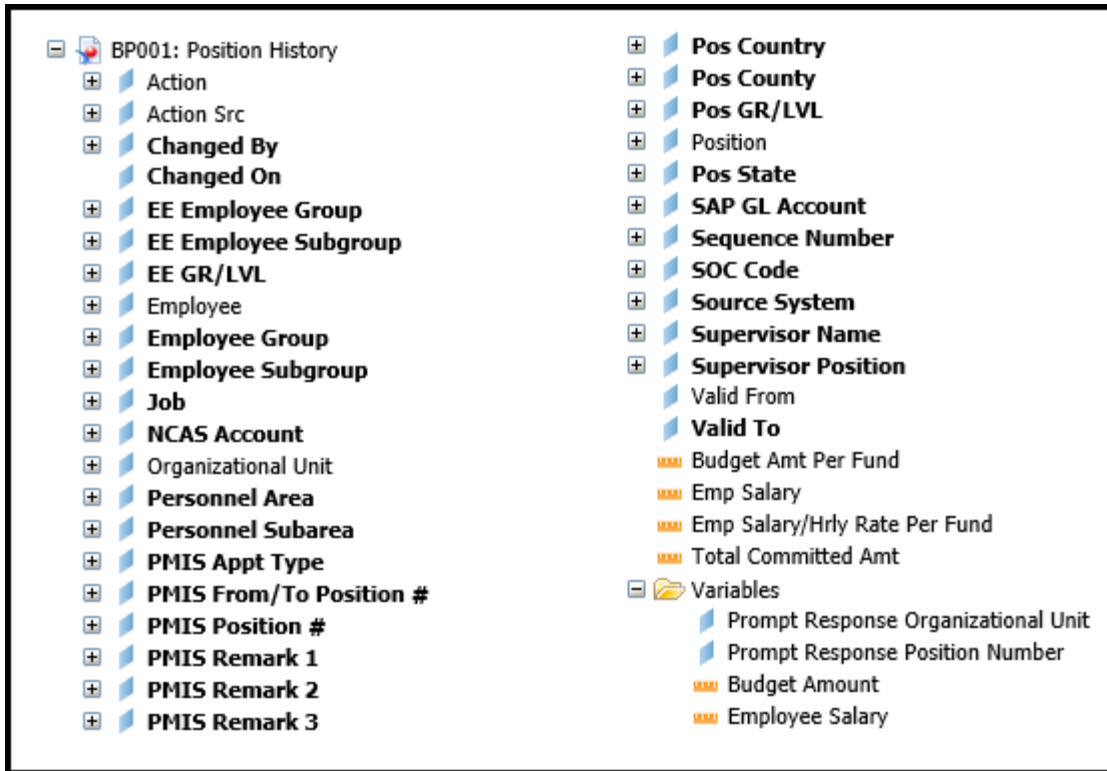 BP001: Position History
Action
Action Src
Changed By
Changed On
EE Employee Group
EE Employee Subgroup
EE GR/LVL
Employee
Employee Group
Employee Subgroup
Job
NCAS Account
Organizational Unit
Personnel Area
Personnel Subarea
PMIS Appt Type
PMIS From/To Position #
PMIS Position #
PMIS Remark 1
PMIS Remark 2
PMIS Remark 3
Pos Country
Pos County
Pos GR/LVL
Position
Pos State
SAP GL Account
Sequence Number
SOC Code
Source System
Supervisor Name
Supervisor Position
Valid From
Valid To
Budget Amt Per Fund
Emp Salary
Emp Salary/Hrly Rate Per Fund
Total Committed Amt
Variables
Prompt Response Organizational Unit
Prompt Response Position Number
Budget Amount
Employee Salary